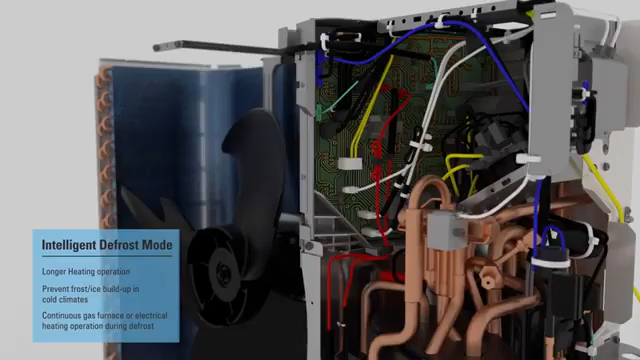 Intelligent Defrost Mode
Longer Heating operation
Prevent frost/ice build-up in
cold climates
Continuous gas furnace or electrical
heating operation during defrost